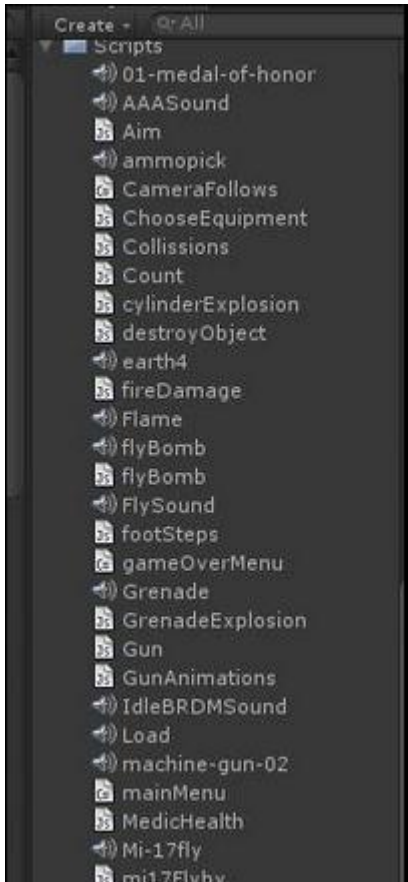 Create
All
Scripts
01-medal-of-honor
AAASound
Aim
ammopick
CameraFollows
ChooseEquipment
Collissions
Count
cylinderExplosion
destroyObject
earth4
fireDamage
Flame
flyBomb
flyBomb
FlySound
footSteps
gameOverMenu
Grenade
GrenadeExplosion
Gun
GunAnimations
IdleBRDMSound
Load
machine-gun-02
mainMenu
MedicHealth
Mi-17fly
mi17Flyby